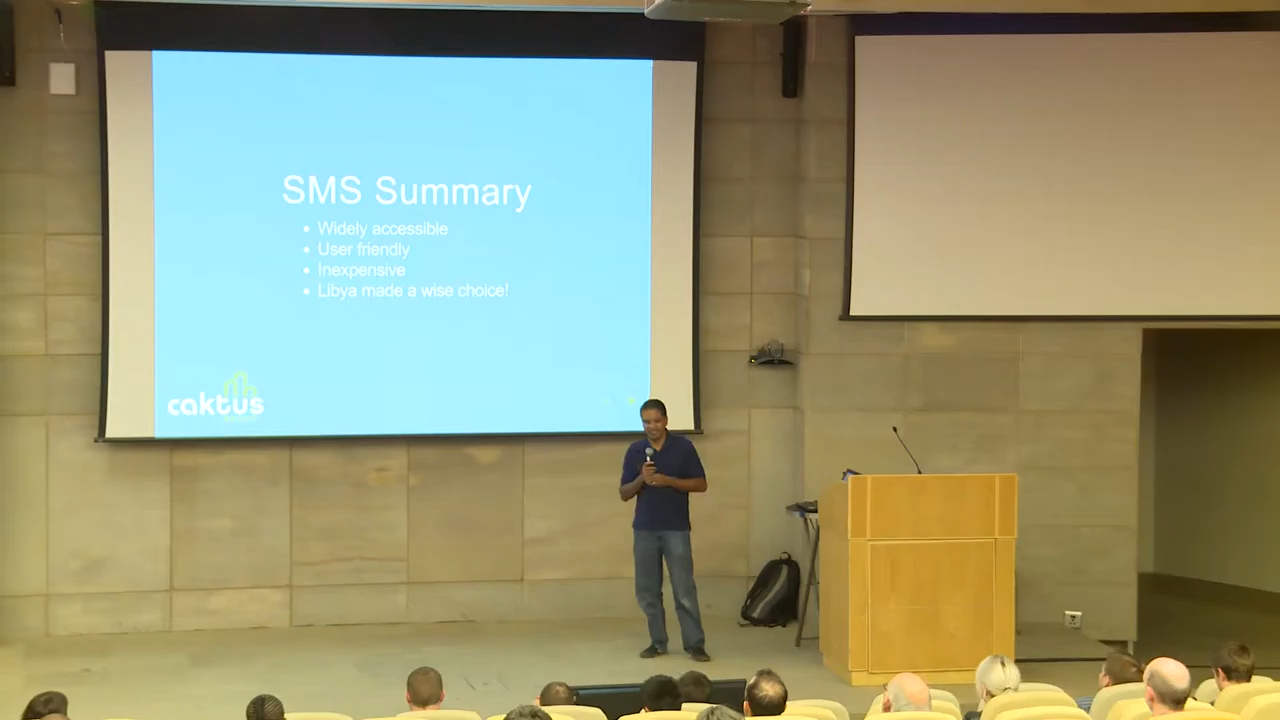 SMS Summary
• Widely accessible
• User friendly
• Inexpensive
• Libya made a wise choice!
caktus